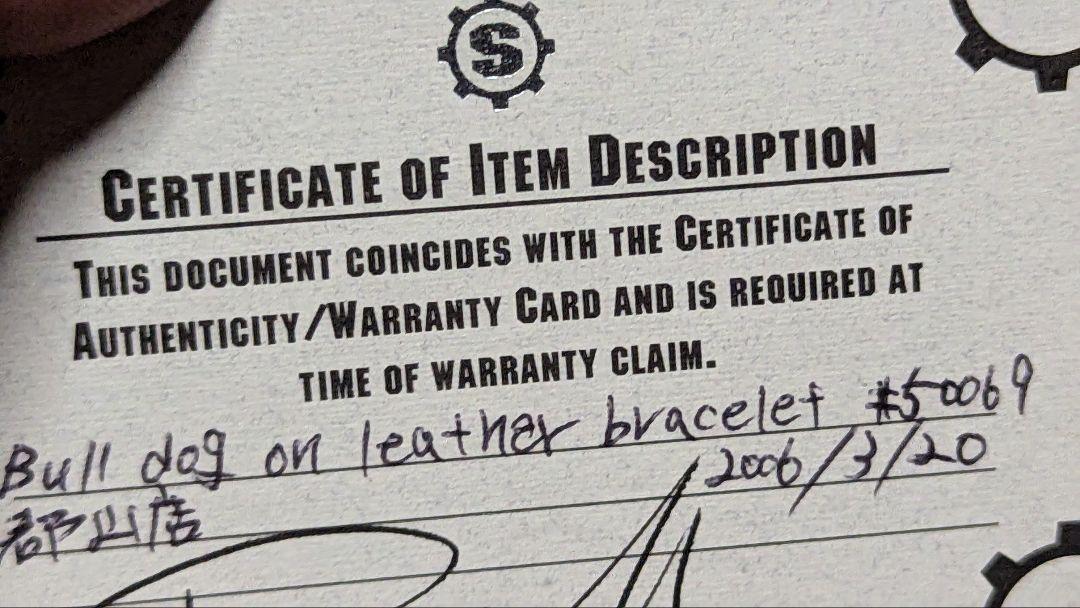 S
CERTIFICATE OF ITEM DESCRIPTION
THIS DOCUMENT COINCIDES WITH THE CERTIFICATE OF
AUTHENTICITY/WARRANTY CARD AND IS REQUIRED AT
TIME OF WARRANTY CLAIM.
Bull dog on leather bracelet #50069
2006/3/20
郡山店